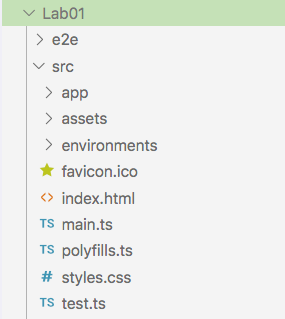 Lab01
e2e
src
app
assets
environments
favicon.ico
<> index.html
TS main.ts
TS polyfills.ts
# styles.css
TS test.ts